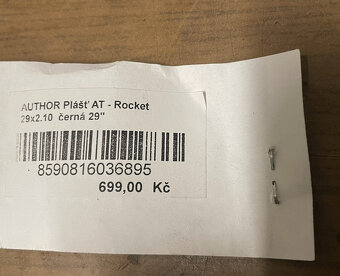 AUTHOR Plášť AT - Rocket
29x2.10 černá 29"
8590816036895
699,00 Kč